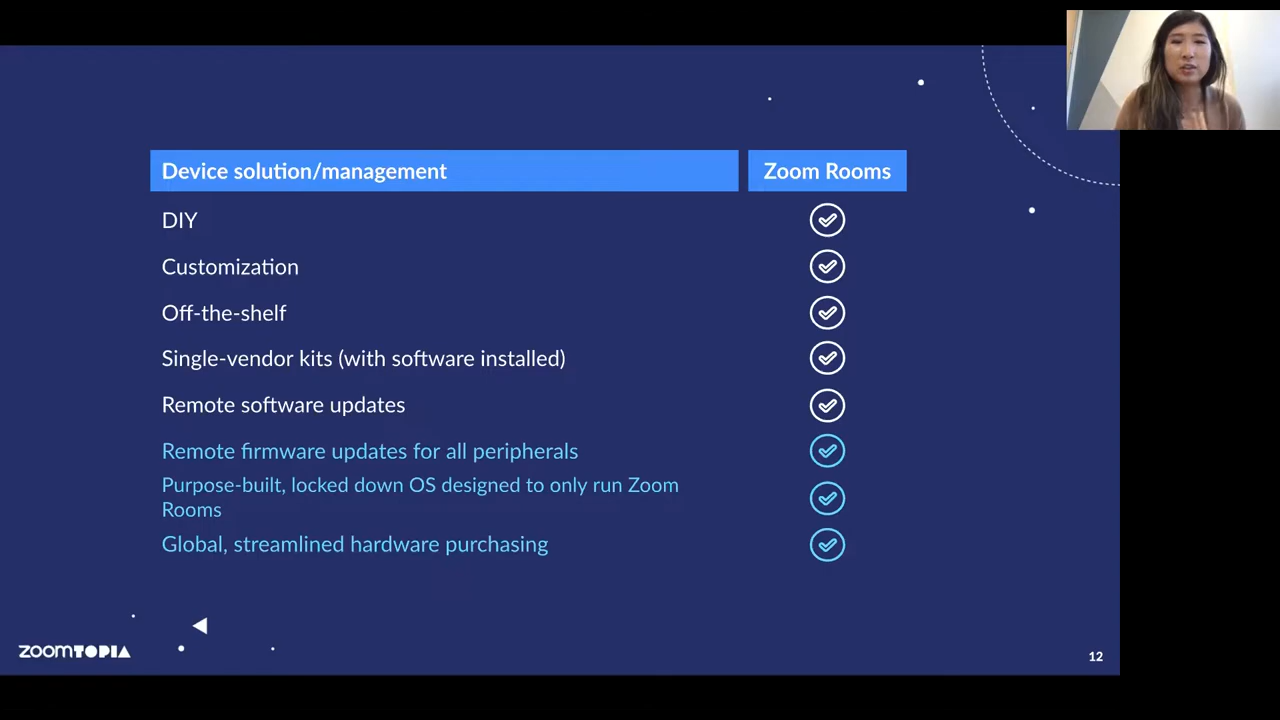 Device solution/management
Zoom Rooms
DIY
Customization
Off-the-shelf
Single-vendor kits (with software installed)
Remote software updates
Remote firmware updates for all peripherals
Purpose-built, locked down OS designed to only run Zoom
Rooms
Global, streamlined hardware purchasing
zoomTOPIA
12